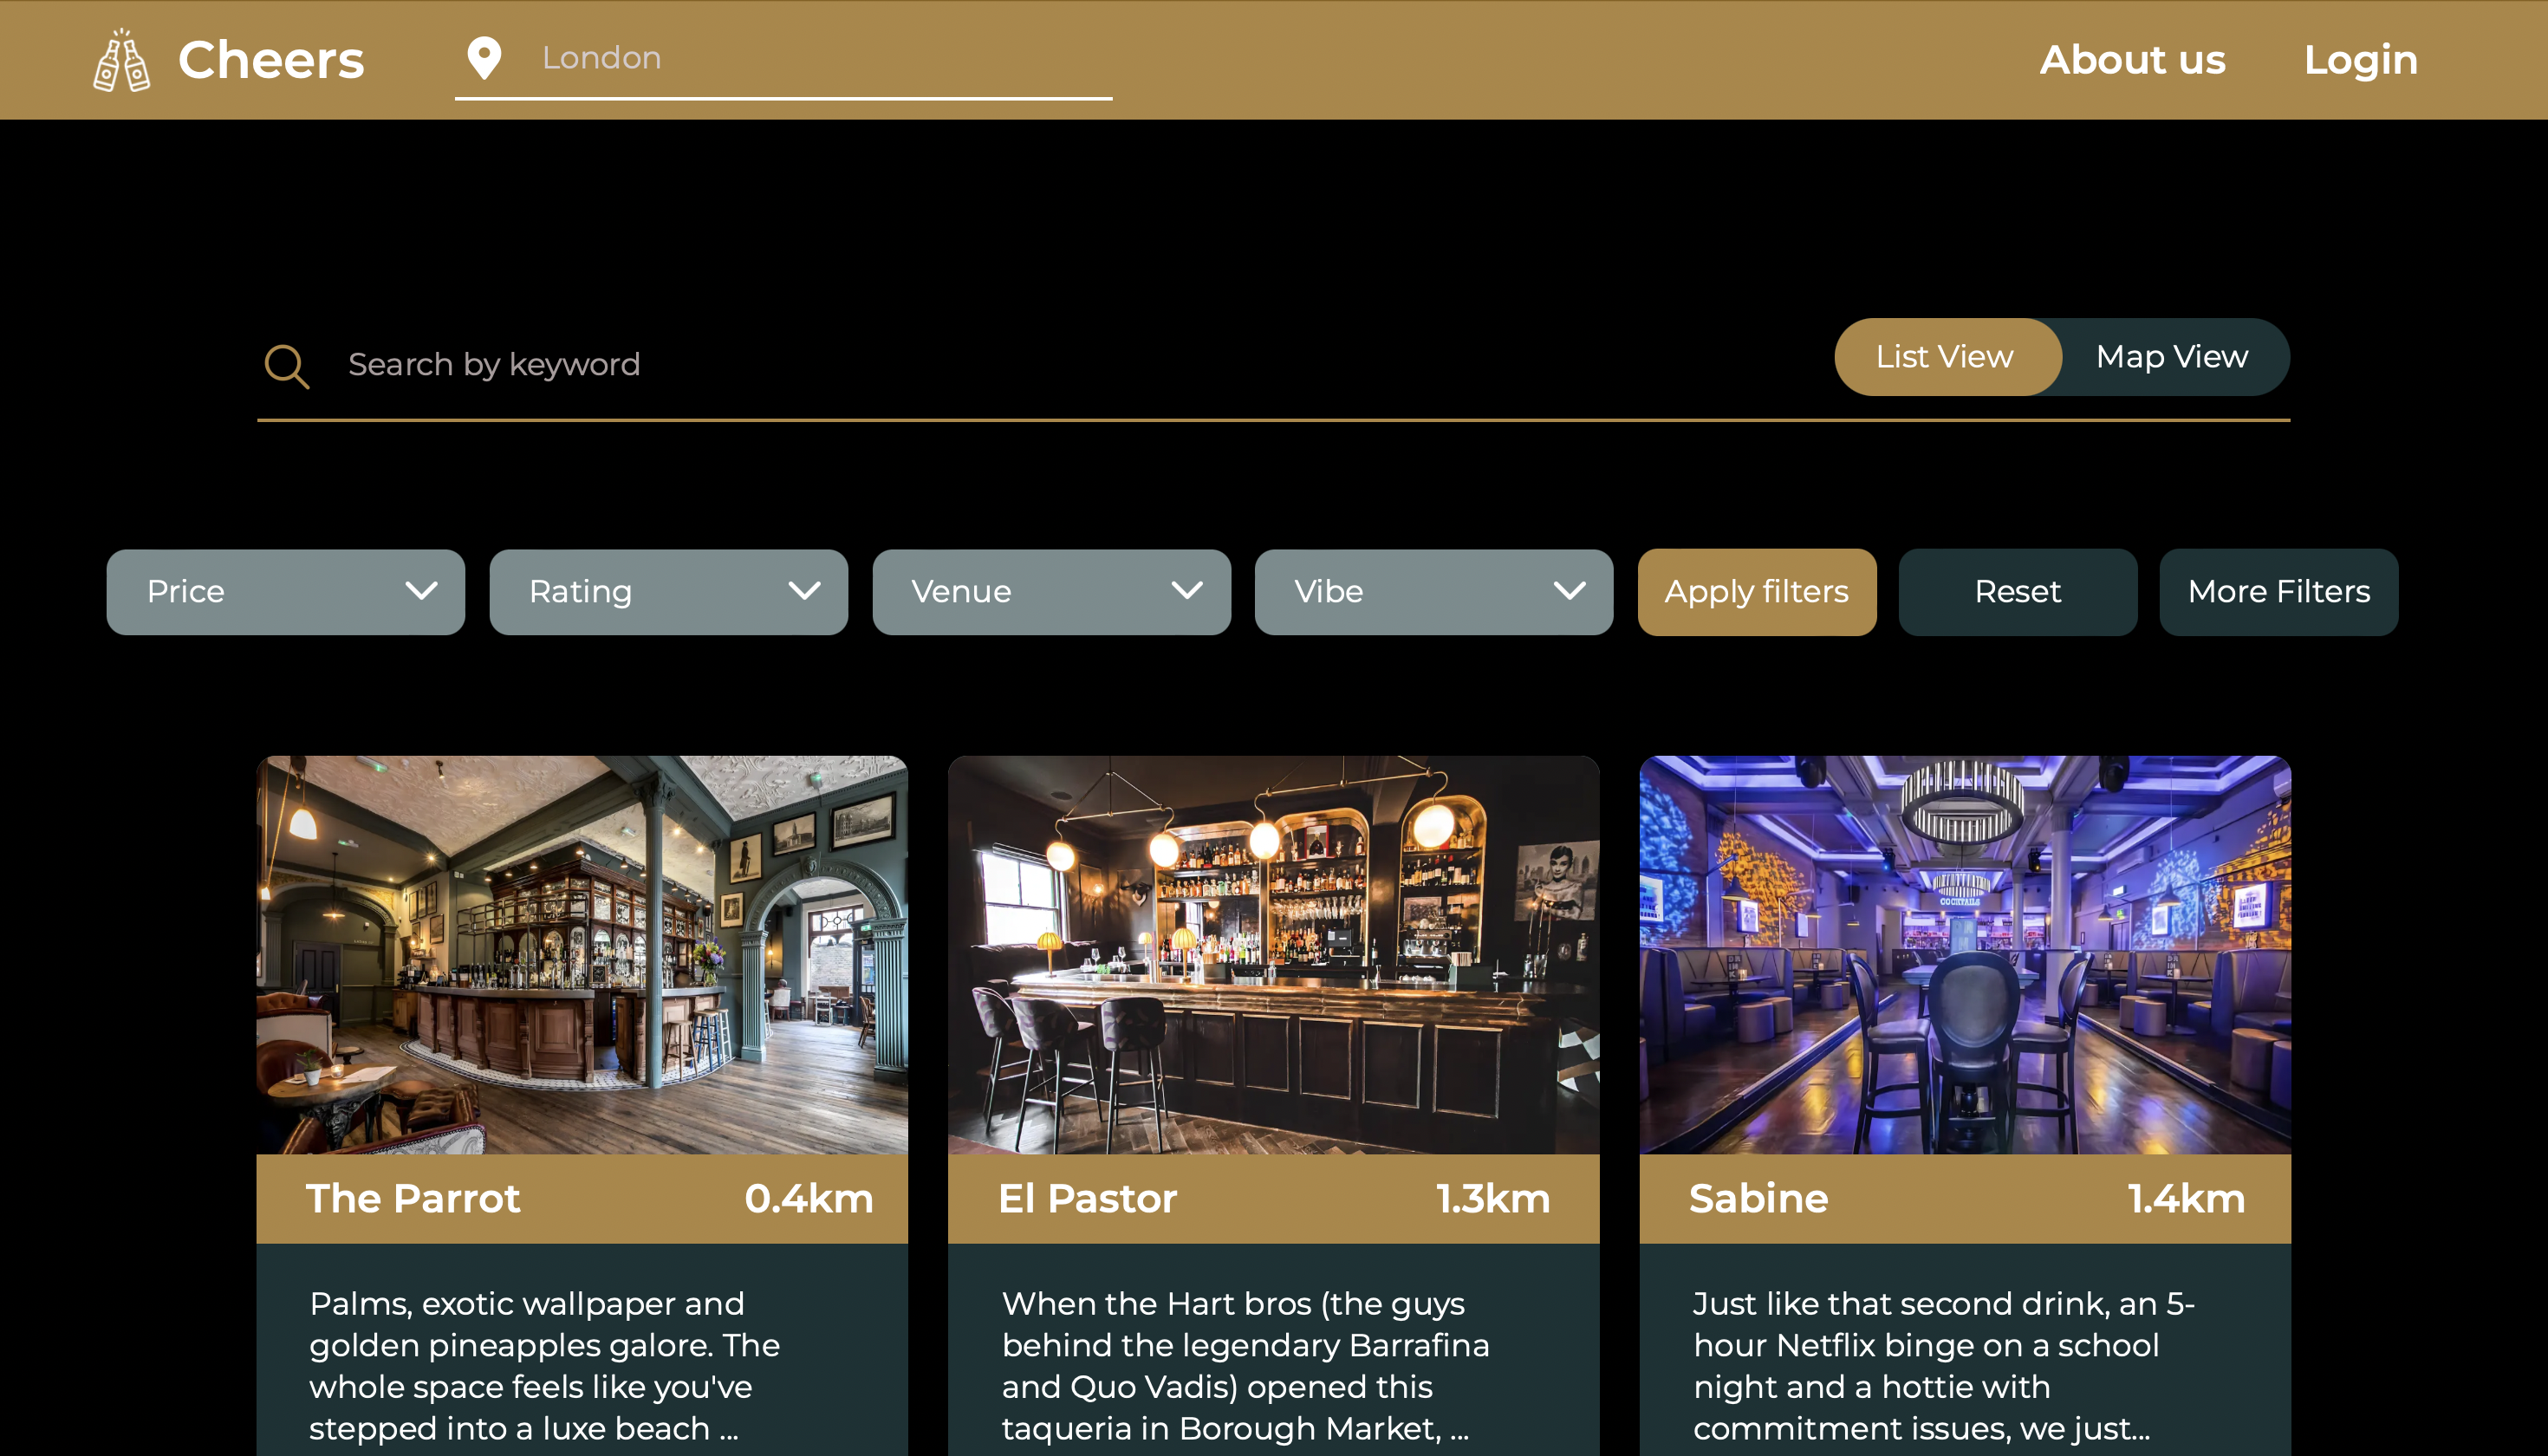 Cheers
London
About us
Login
Search by keyword
List View
Map View
Price
Rating
Venue
Vibe
Apply filters
Reset
More Filters
COCKTAILS
The Parrot
0.4km
El Pastor
1.3km
Sabine
1.4km
Palms, exotic wallpaper and
golden pineapples galore. The
whole space feels like you've
stepped into a luxe beach ...
When the Hart bros (the guys
behind the legendary Barrafina
and Quo Vadis) opened this
taqueria in Borough Market, ...
Just like that second drink, an 5-
hour Netflix binge on a school
night and a hottie with
commitment issues, we just...